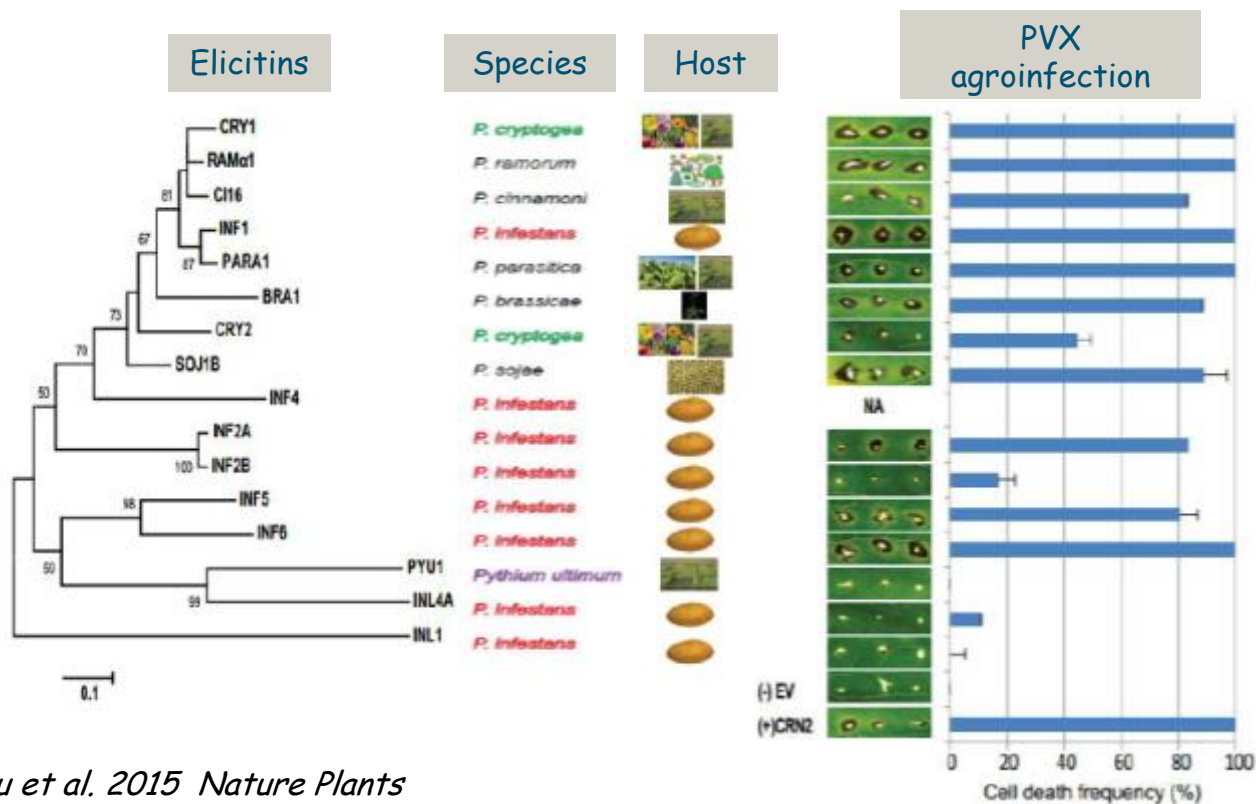 Elicitins
Species
Host
PVX
agroinfection
CRY1
RAMα1
CI16
INF1
PARA1
BRA1
CRY2
SOJ1B
INF4
INF2A
INF2B
INF5
INF6
PYU1
INL4A
INL1
81
67
87
73
70
50
100
98
50
99
0.1
P. cryptogea
P. ramorum
P. cinnamoni
P. infestans
P. parasitica
P. brassicae
P. cryptogea
P. sojae
P. infestans
P. infestans
P. infestans
P. infestans
P. infestans
Pythium ultimum
P. infestans
P. infestans
NA
(-) EV
(+)CRN2
0 20 40 60 80 100
Cell death frequency (%)
u et al. 2015 Nature Plants